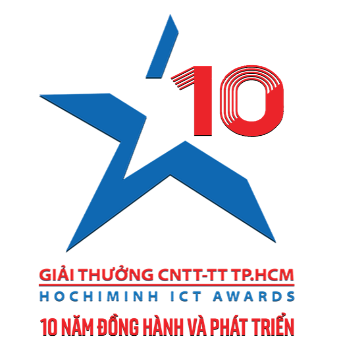 10
GIẢI THƯỞNG CNTT-TT TP.HCM
HOCHIMINH ICT AWARDS
10 NĂM ĐỒNG HÀNH VÀ PHÁT TRIỂN